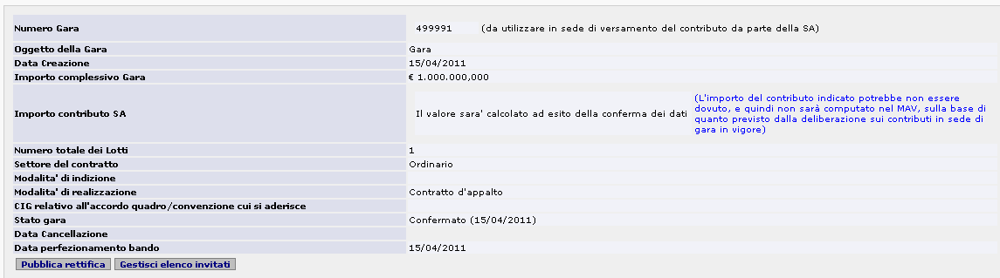 Numero Gara 499991 (da utilizzare in sede di versamento del contributo da parte della SA)
Oggetto della Gara Gara
Data Creazione 15/04/2011
Importo complessivo Gara € 1.000.000,000
Importo contributo SA Il valore sara' calcolato ad esito della conferma dei dati
(L'importo del contributo indicato potrebbe non essere
dovuto, e quindi non sarà computato nel MAV, sulla base di
quanto previsto dalla deliberazione sui contributi in sede di
gara in vigore)
Numero totale dei Lotti 1
Settore del contratto Ordinario
Modalita' di indizione
Modalita' di realizzazione Contratto d'appalto
CIG relativo all'accordo quadro/convenzione cui si aderisce
Stato gara Confermato (15/04/2011)
Data Cancellazione
Data perfezionamento bando 15/04/2011
Pubblica rettifica Gestisci elenco invitati